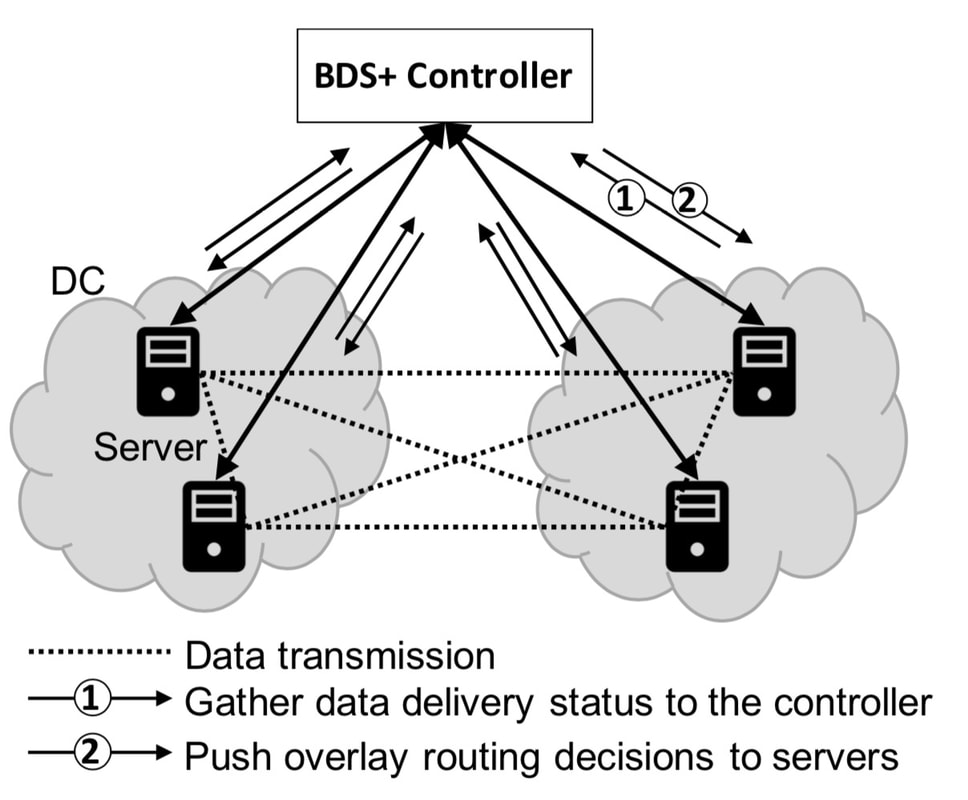 BDS+ Controller
1 2
DC
Server
Data transmission
1 Gather data delivery status to the controller
2 Push overlay routing decisions to servers